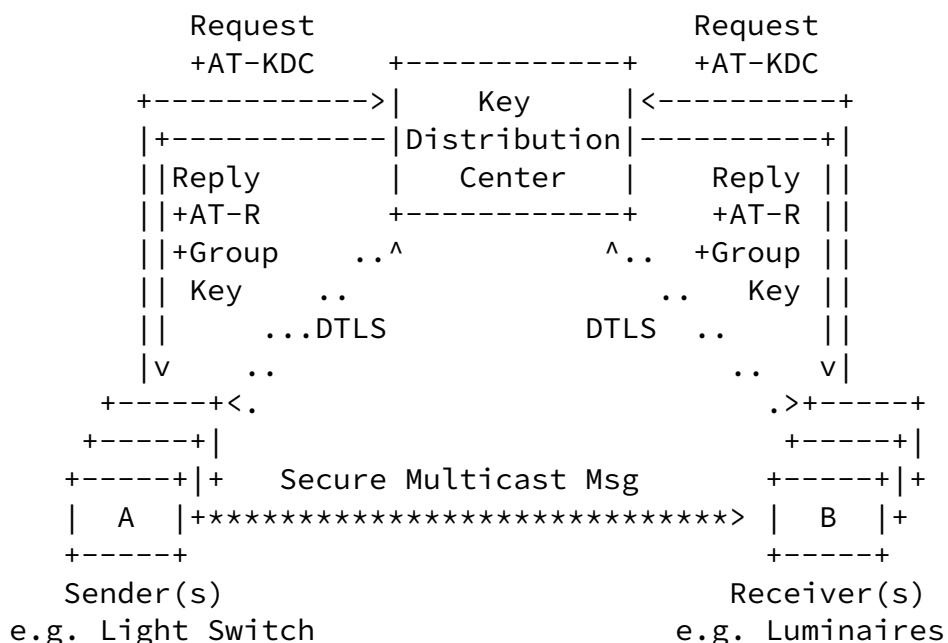 Request Request
+AT-KDC +------------+ +AT-KDC
+------------->| Key |<----------+
|+------------|Distribution|----------+|
||Reply | Center | Reply ||
||+AT-R +------------+ +AT-R ||
||+Group ..^ ^.. +Group ||
|| Key .. .. Key ||
|| ...DTLS DTLS .. ||
|v .. .. v|
+-----+<. .>+-----+
+-----+| +-----+|
+-----+|+ Secure Multicast Msg +-----+|+
| A |+*****************************> | B |+
+-----+ +-----+
Sender(s) Receiver(s)
e.g. Light Switch e.g. Luminaires